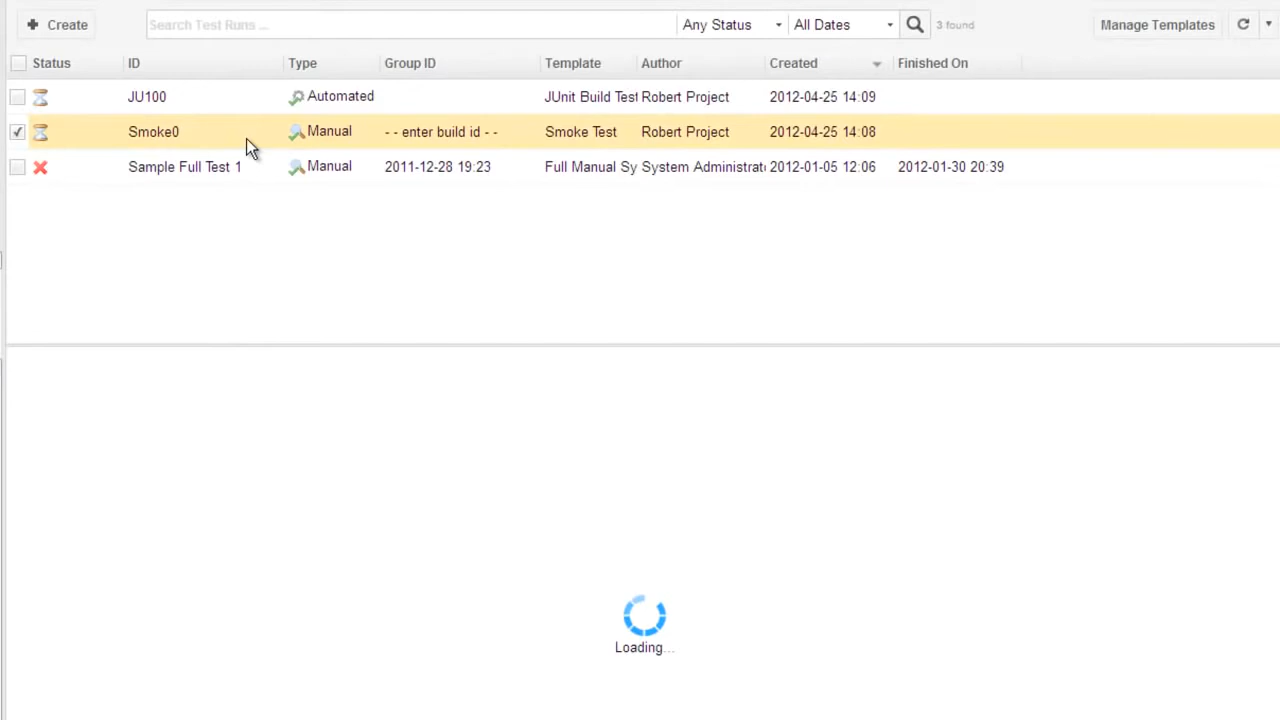 Create Search Test Runs ... Any Status All Dates 3 found Manage Templates
Status ID Type Group ID Template Author Created Finished On
JU100 Automated JUnit Build Test Robert Project 2012-04-25 14:09
Smoke0 Manual - - enter build id - - Smoke Test Robert Project 2012-04-25 14:08
Sample Full Test 1 Manual 2011-12-28 19:23 Full Manual Sy System Administrato 2012-01-05 12:06 2012-01-30 20:39
Loading...